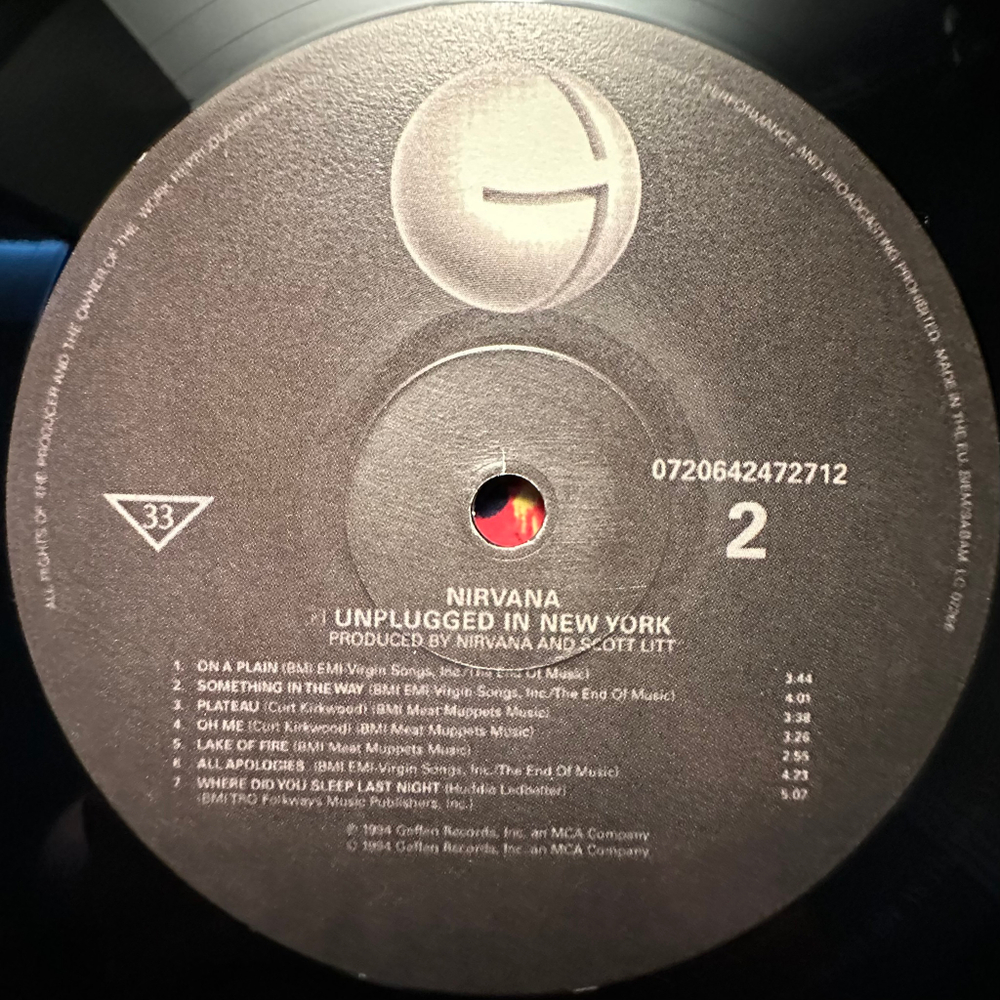 ALL RIGHTS OF THE PRODUCER AND THE OWNER OF THE WORK REPRODUCED
PERFORMANCE AND BROADCASTING PROHIBITED. MADE IN THE EU. BIEM/
33
0720642472712
2
NIRVANA
UNPLUGGED IN NEW YORK
PRODUCED BY NIRVANA AND SCOTT LITT
1. ON A PLAIN (BMI EMI-Virgin Songs, Inc./The End Of Music) 3:44
2. SOMETHING IN THE WAY (BMI EMI-Virgin Songs, Inc./The End Of Music) 4:01
3. PLATEAU (Curt Kirkwood) (BMI Meat Muppets Music) 3:38
4. OH ME (Curt Kirkwood) (BMI Meat Muppets Music) 3:26
5. LAKE OF FIRE (BMI Meat Muppets Music) 2:55
6 ALL APOLOGIES (BMI EMI-Virgin Songs, Inc./The End Of Music) 4:23
7 WHERE DID YOU SLEEP LAST NIGHT (Huddie Ledbetter) 5:07
(BMI TRO Folkways Music Publishers, Inc.)
℗ 1994 Geffen Records, Inc. an MCA Company
© 1994 Geffen Records, Inc. an MCA Company